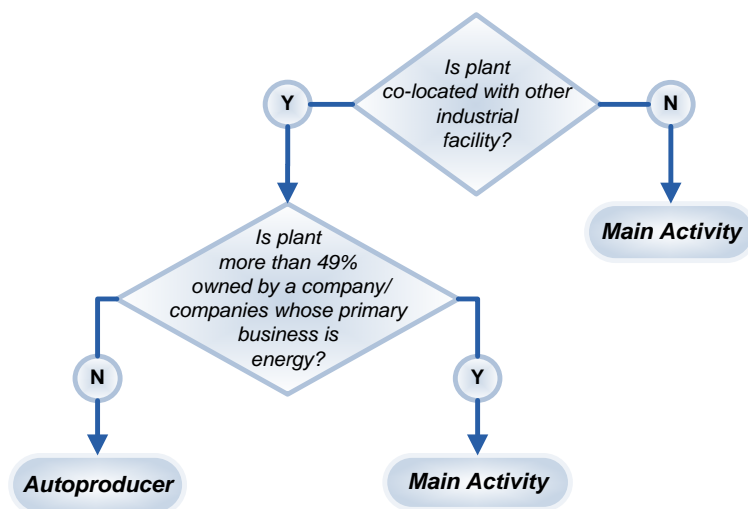 Is plant
co-located with other
industrial
facility?
Y
N
Main Activity
Is plant
more than 49%
owned by a company/
companies whose primary
business is
energy?
N
Y
Autoproducer
Main Activity